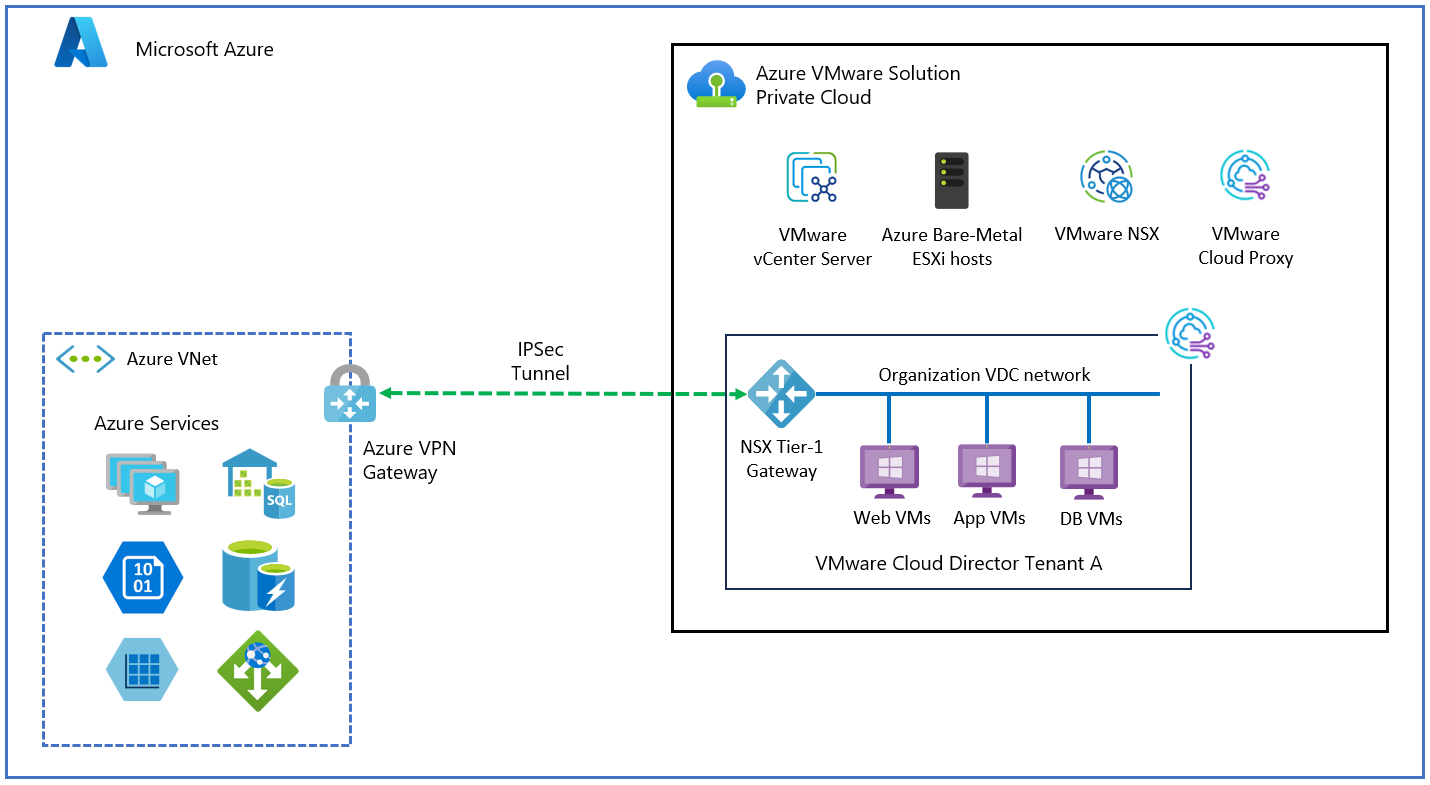 Microsoft Azure
Azure VMware Solution
Private Cloud
VMware
vCenter Server
Azure Bare-Metal
ESXi hosts
VMware NSX
VMware
Cloud Proxy
Azure VNet
Azure Services
SQL
10
01
IPSec
Tunnel
Azure VPN
Gateway
Organization VDC network
NSX Tier-1
Gateway
Web VMs
App VMs
DB VMs
VMware Cloud Director Tenant A